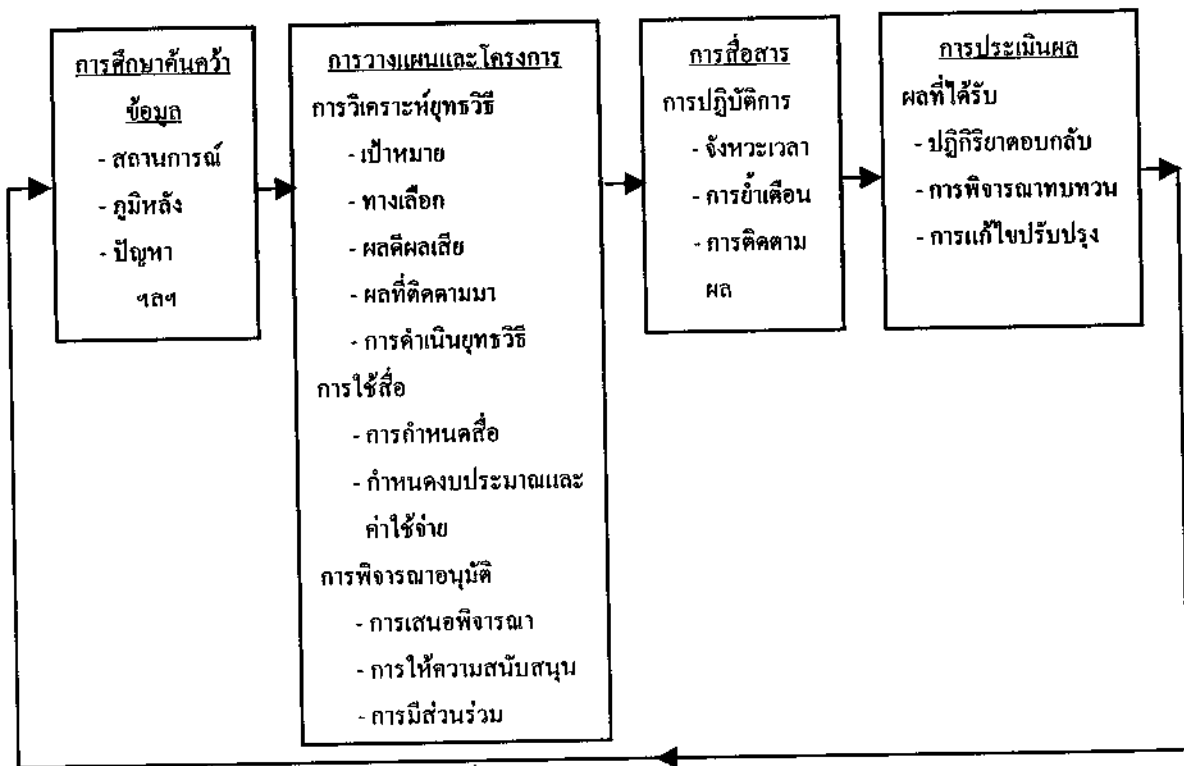 การศึกษาค้นคว้า
ข้อมูล
- สถานการณ์
- ภูมิหลัง
- ปัญหา
ฯลฯ
การวางแผนและโครงการ
การวิเคราะห์ยุทธวิธี
- เป้าหมาย
- ทางเลือก
- ผลดีผลเสีย
- ผลที่ติดตามมา
- การดำเนินยุทธวิธี
การใช้สื่อ
- การกำหนดสื่อ
- กำหนดงบประมาณและ
ค่าใช้จ่าย
การพิจารณาอนุมัติ
- การเสนอพิจารณา
- การให้ความสนับสนุน
- การมีส่วนร่วม
การสื่อสาร
การปฏิบัติการ
- จังหวะเวลา
- การย้ำเตือน
- การติดตาม
ผล
การประเมินผล
ผลที่ได้รับ
- ปฏิกิริยาตอบกลับ
- การพิจารณาทบทวน
- การแก้ไขปรับปรุง